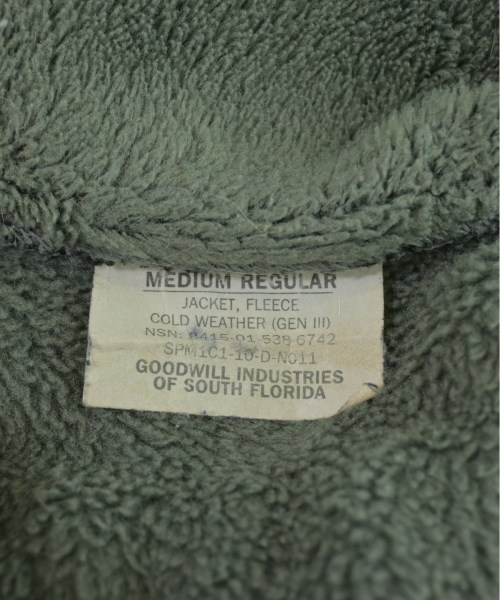 MEDIUM REGULAR
JACKET, FLEECE
COLD WEATHER (GEN III)
NSN: 8415-01-538-6742
SPM1C1-10-D-N011
GOODWILL INDUSTRIES
OF SOUTH FLORIDA